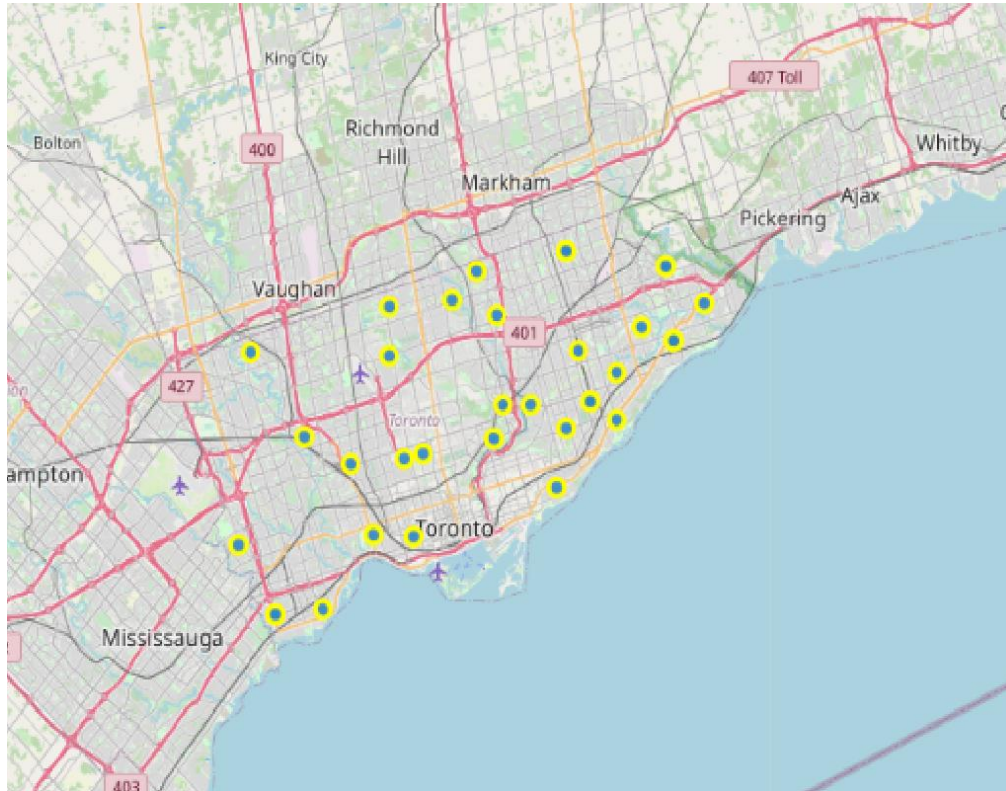 King City
407 Toll
Bolton
400
Richmond
Hill
Whitby
Markham
Ajax
Pickering
Vaughan
401
427
Toronto
ampton
Toronto
Mississauga
403